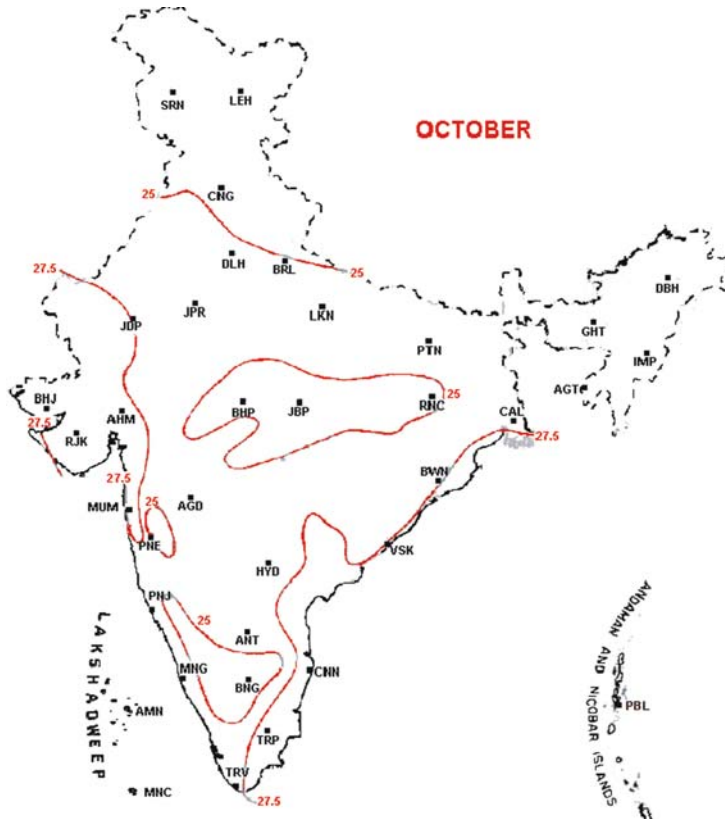 OCTOBER
SRN
LEH
CNG
25
DLH
BRL
25
27.5
JPR
LKN
JDP
DBH
GHT
PTN
IMP
AGT
BHJ
AHM
BHP
JBP
RNC
25
CAL
27.5
27.5
RJK
BWN
27.5
AGD
MUM
25
PNE
VSK
HYD
PNJ
25
ANT
MNG
BNG
CNN
LAKSHADWEEP
AMN
TRP
TRV
MNC
27.5
ANDAMAN AND NICOBAR ISLANDS
PBL